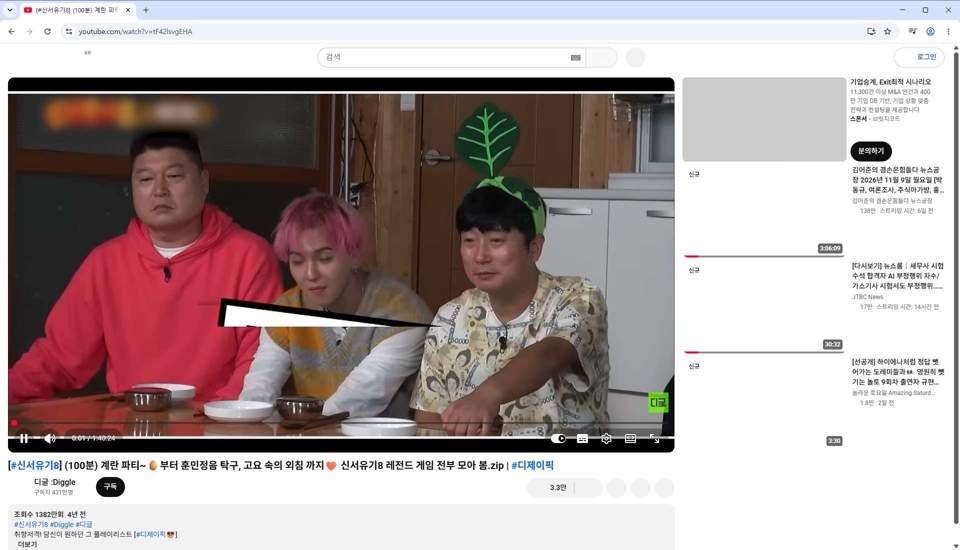 [#신서유기8] (100분) 계란 파티
youtube.com/watch?v=tF42lsvgEHA
KR
검색
로그인
디글
0:01 / 1:40:24
[#신서유기8] (100분) 계란 파티~🥚부터 훈민정음 탁구, 고요 속의 외침 까지🧡 신서유기8 레전드 게임 전부 모아 봄.zip | #디제이픽
디글 :Diggle
구독자 431만명
구독
3.3만
조회수 1382만회 4년 전
#신서유기8 #Diggle #디글
취향저격! 당신이 원하던 그 플레이리스트 [#디제이픽😎]
더보기
기업승계, Exit최적 시나리오
11,300건 이상 M&A 안건과 400
만 기업 DB 기반, 기업 상황 맞춤
전략과 컨설팅을 제공합니다
스폰서 · 브릿지코드
문의하기
신규
3:06:09
김어준의 겸손은힘들다 뉴스공
장 2026년 11월 9일 월요일 [박
동규, 여론조사, 주식아가방, 홍...
김어준의 겸손은힘들다 뉴스공장
138만 스트리밍 시간: 6일 전
신규
30:32
[다시보기] 뉴스룸｜세무사 시험
수석 합격자 AI 부정행위 자수/
가스기사 시험서도 부정행위......
JTBC News
17만 스트리밍 시간: 14시간 전
신규
3:30
[선공개] 하이에나처럼 정답 뺏
어가는 도레미들과 영원히 뺏
기는 놀토 9회차 출연자 규현...
놀라운 토요일 Amazing Saturd...
1.8만 2일 전